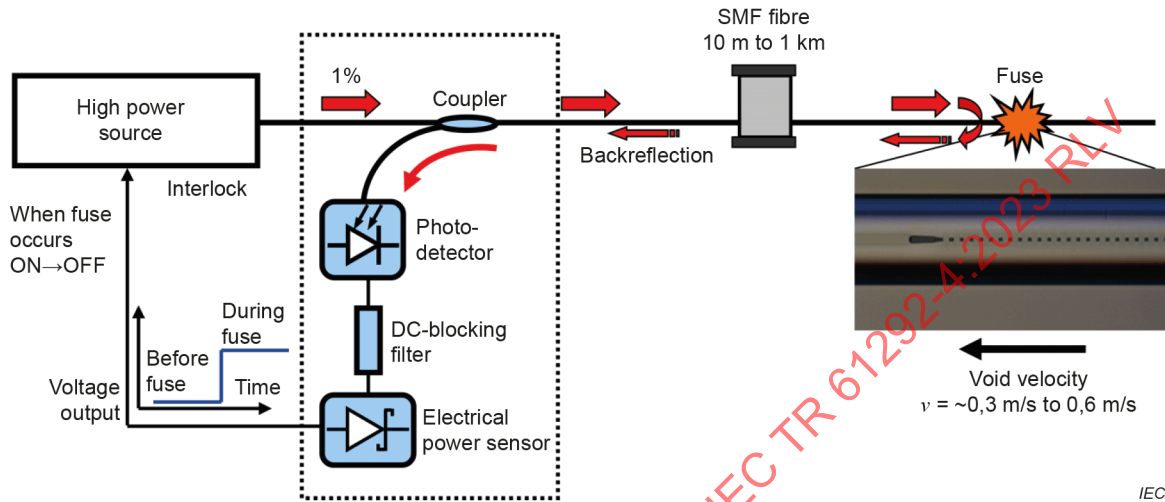 SMF fibre
10 m to 1 km
1%
Fuse
High power
source
Coupler
Backreflection
Interlock
When fuse
occurs
ON→OFF
Photo-
detector
During
fuse
DC-blocking
filter
Before
fuse
Time
Voltage
output
Electrical
power sensor
Void velocity
v = ~0,3 m/s to 0,6 m/s
IEC TR 61292-4:2023 RLV
IEC